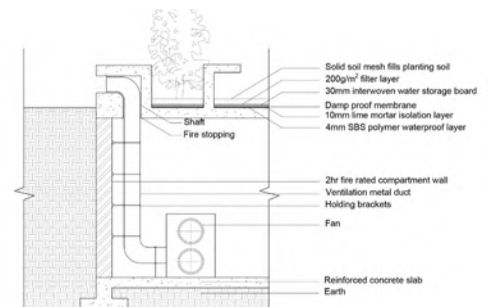 Solid soil mesh fills planting soil
200g/m² filter layer
30mm interwoven water storage board
Damp proof membrane
10mm lime mortar isolation layer
4mm SBS polymer waterproof layer
Shaft
Fire stopping
2hr fire rated compartment wall
Ventilation metal duct
Holding brackets
Fan
Reinforced concrete slab
Earth